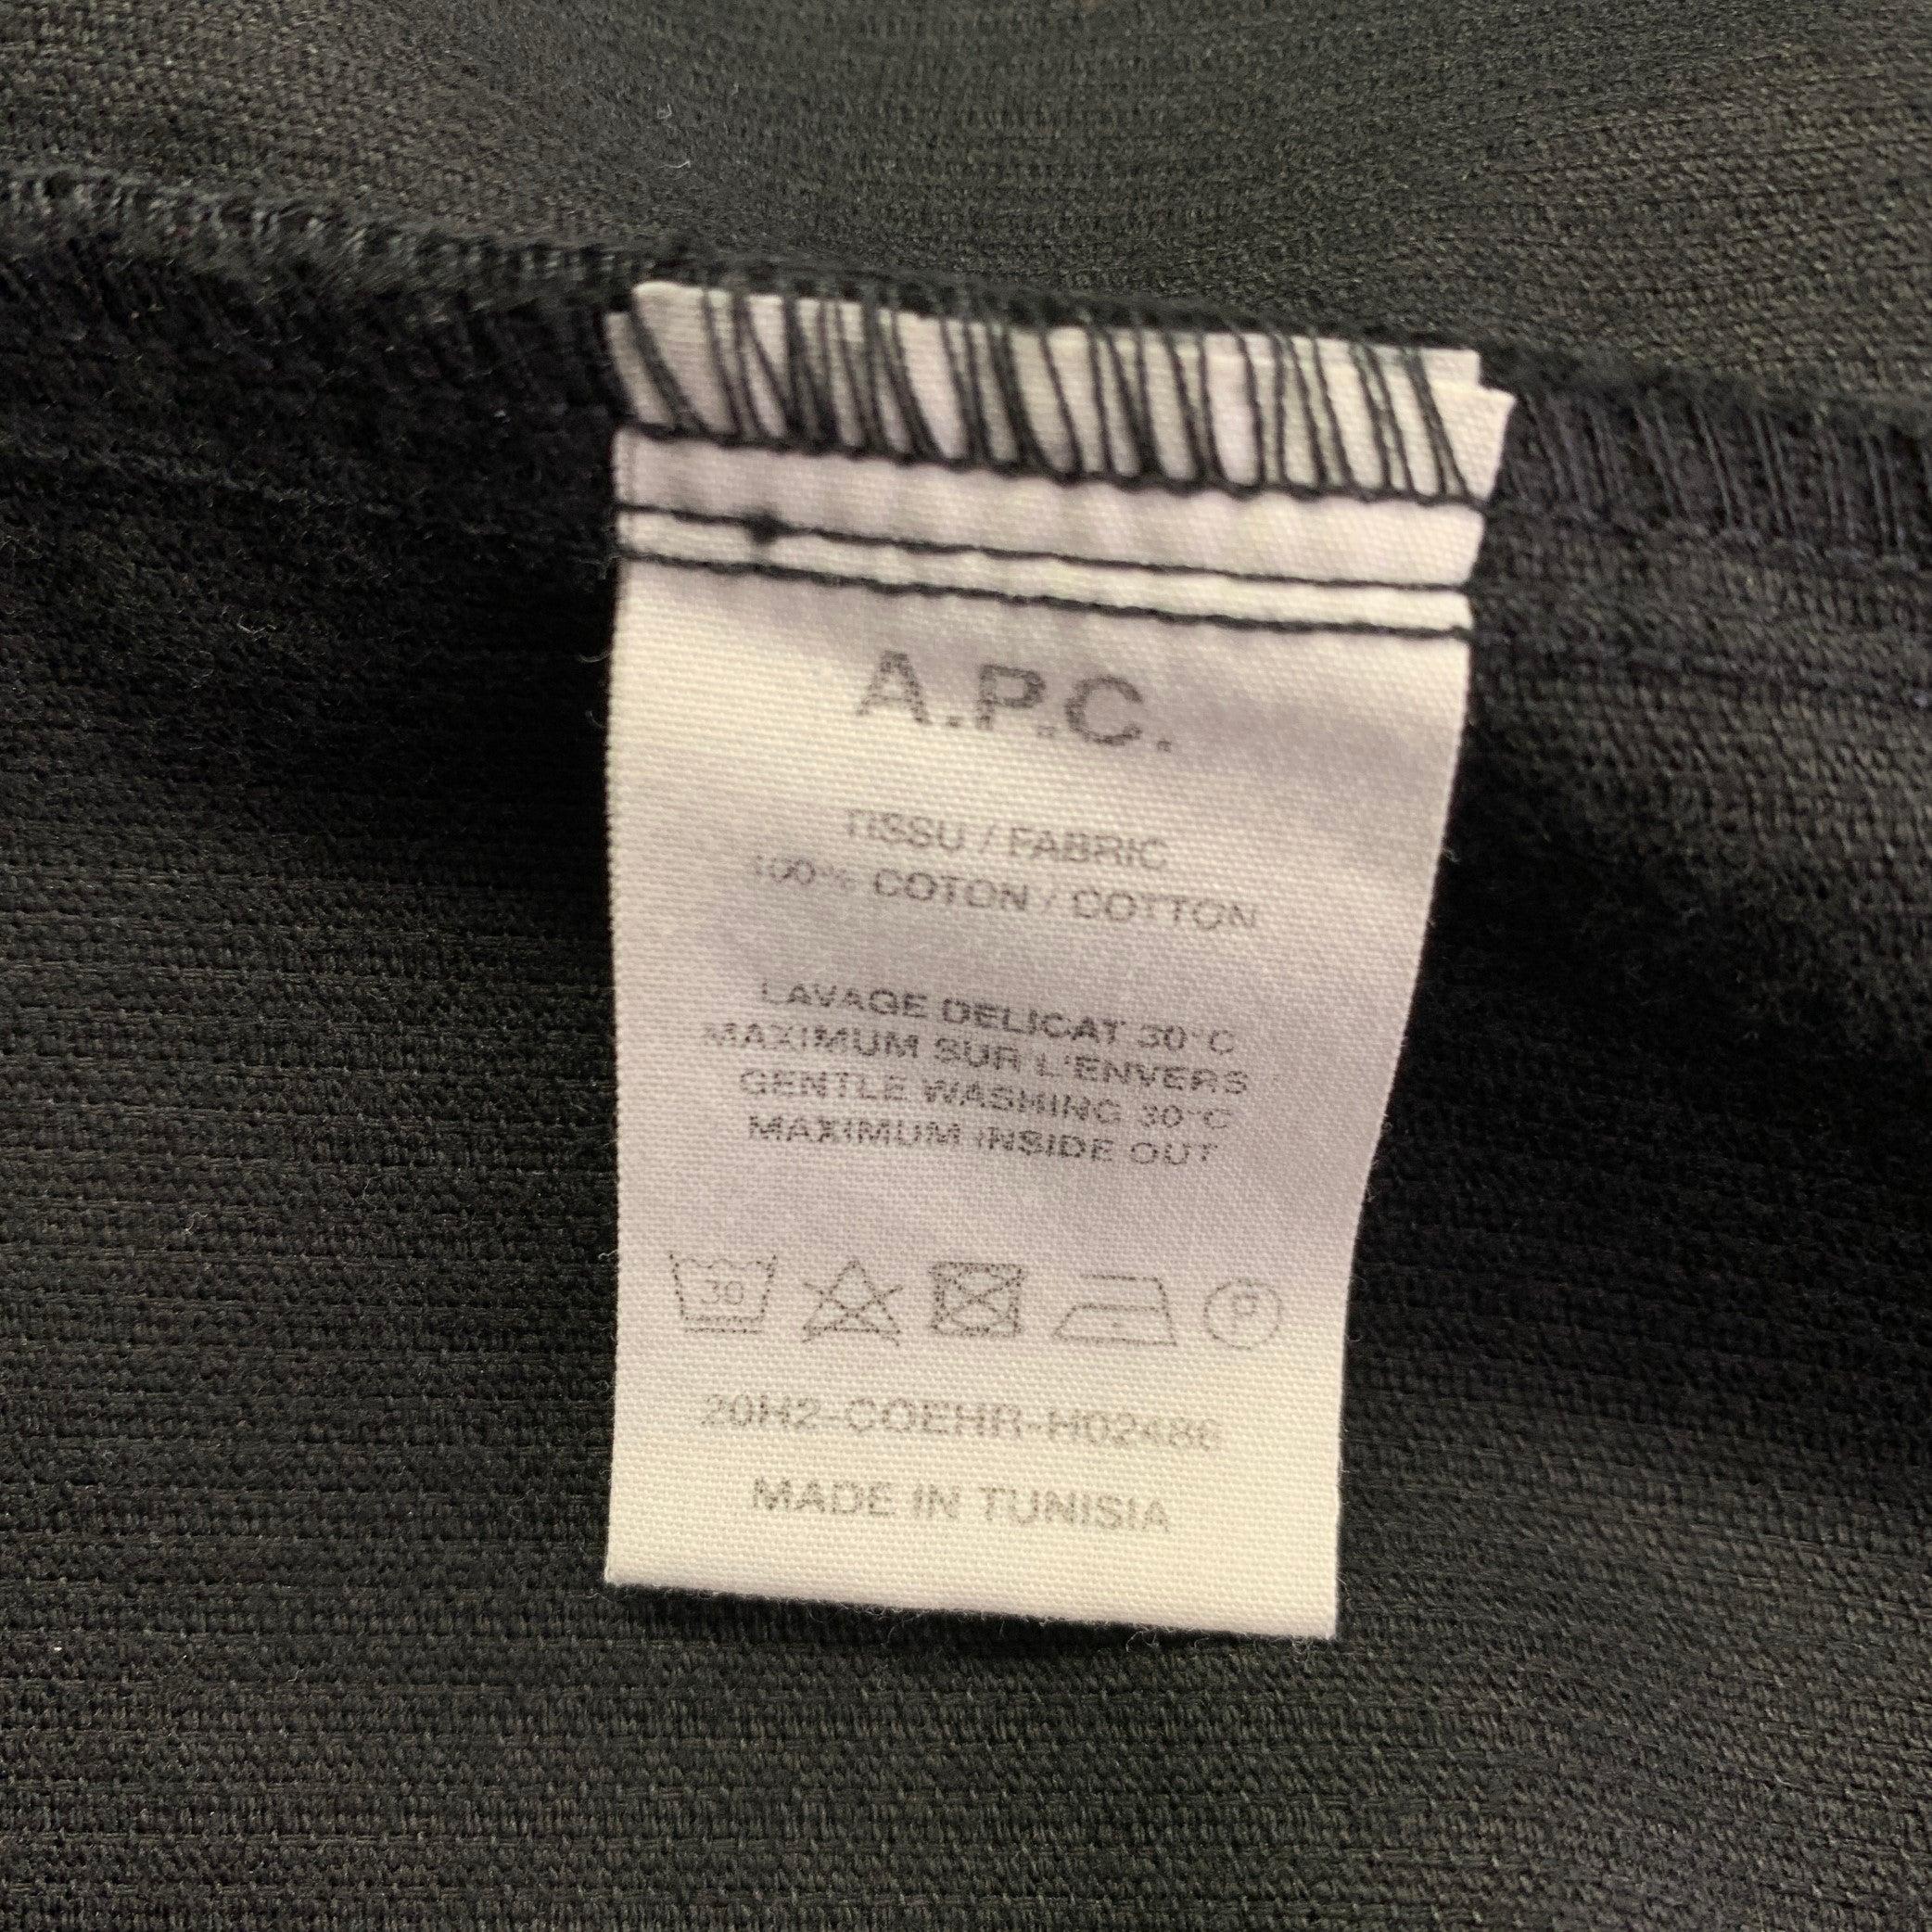 A.P.C.
TISSU / FABRIC
100% COTON / COTTON
LAVAGE DELICAT 30°C
MAXIMUM SUR L'ENVERS
GENTLE WASHING 30°C
MAXIMUM INSIDE OUT
30 P
20H2-COEHR-H02486
MADE IN TUNISIA